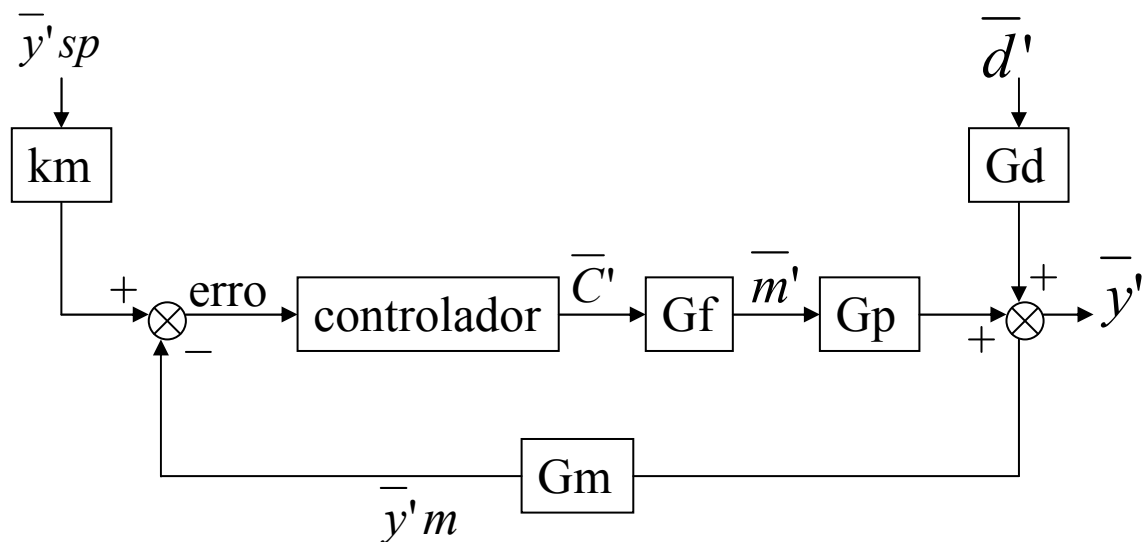 y̅'sp
d̅'
km
Gd
+
erro
controlador
C̅'
Gf
m̅'
Gp
+
+
y̅'
−
Gm
y̅'m